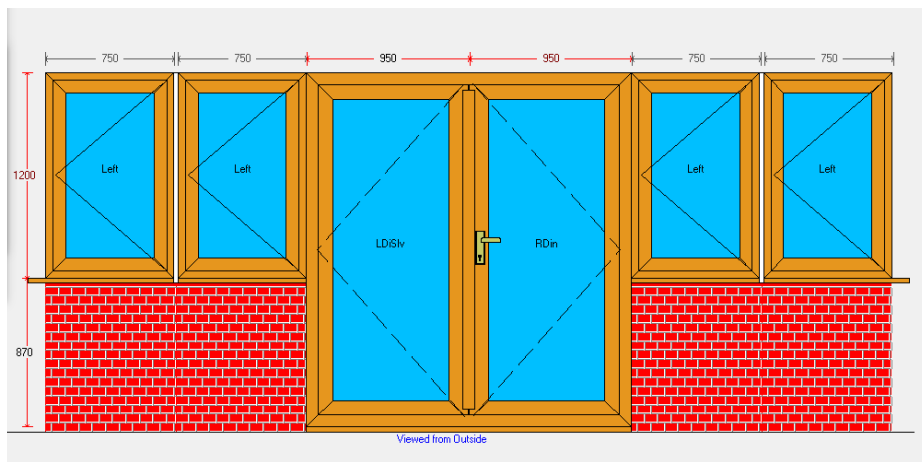 750 750 950 950 750 750
1200
Left Left Left Left
LDiSlv RDin
870
Viewed from Outside